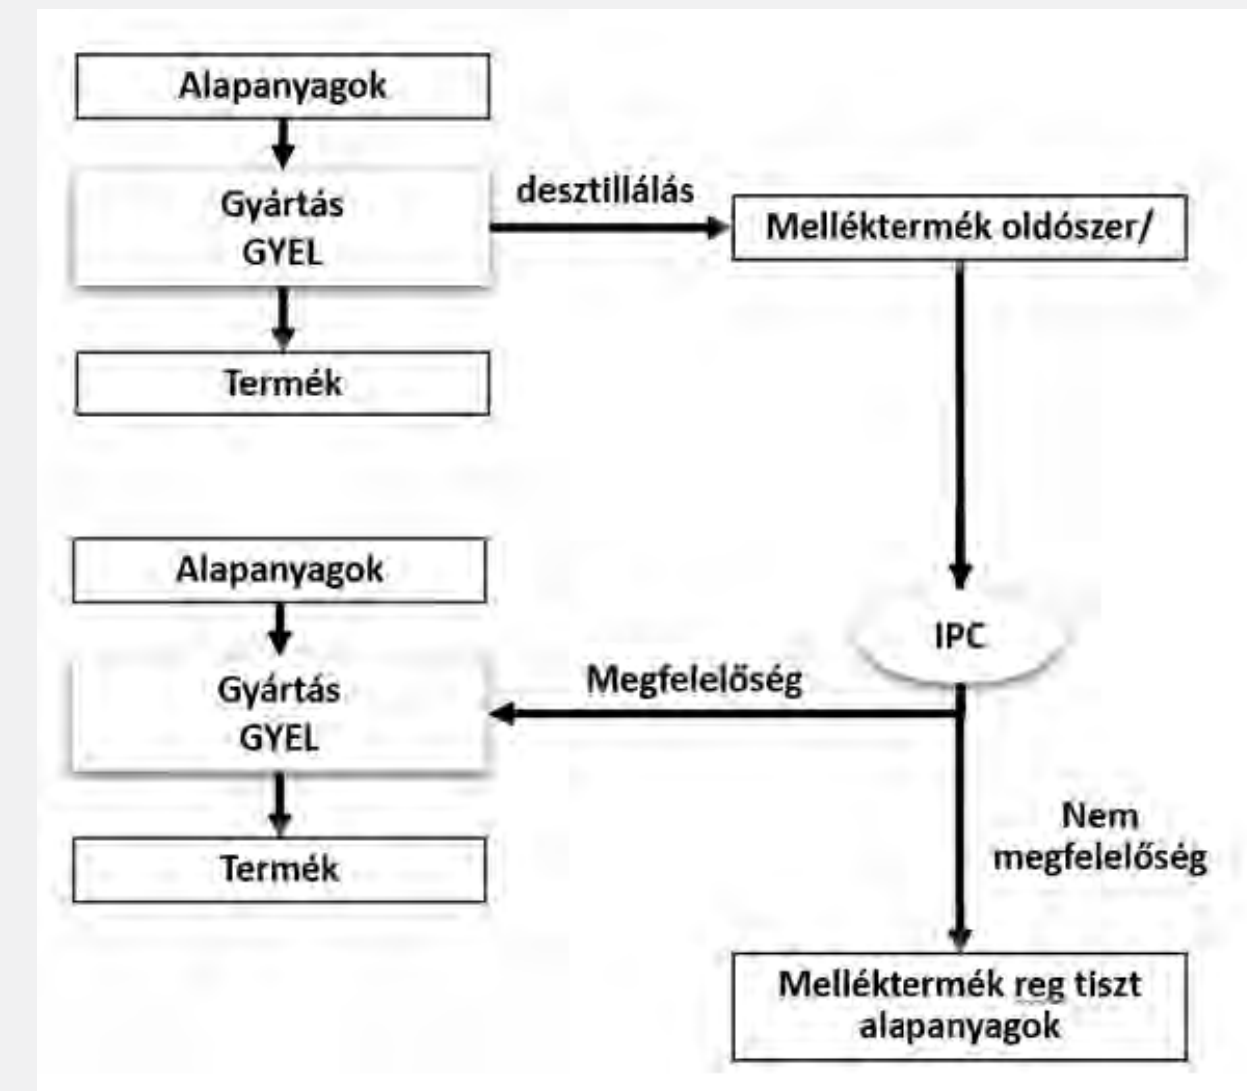 Alapanyagok
Gyártás
GYEL
desztillálás
Melléktermék oldószer/
Termék
Alapanyagok
IPC
Gyártás
GYEL
Megfelelőség
Termék
Nem
megfelelőség
Melléktermék reg tiszt
alapanyagok